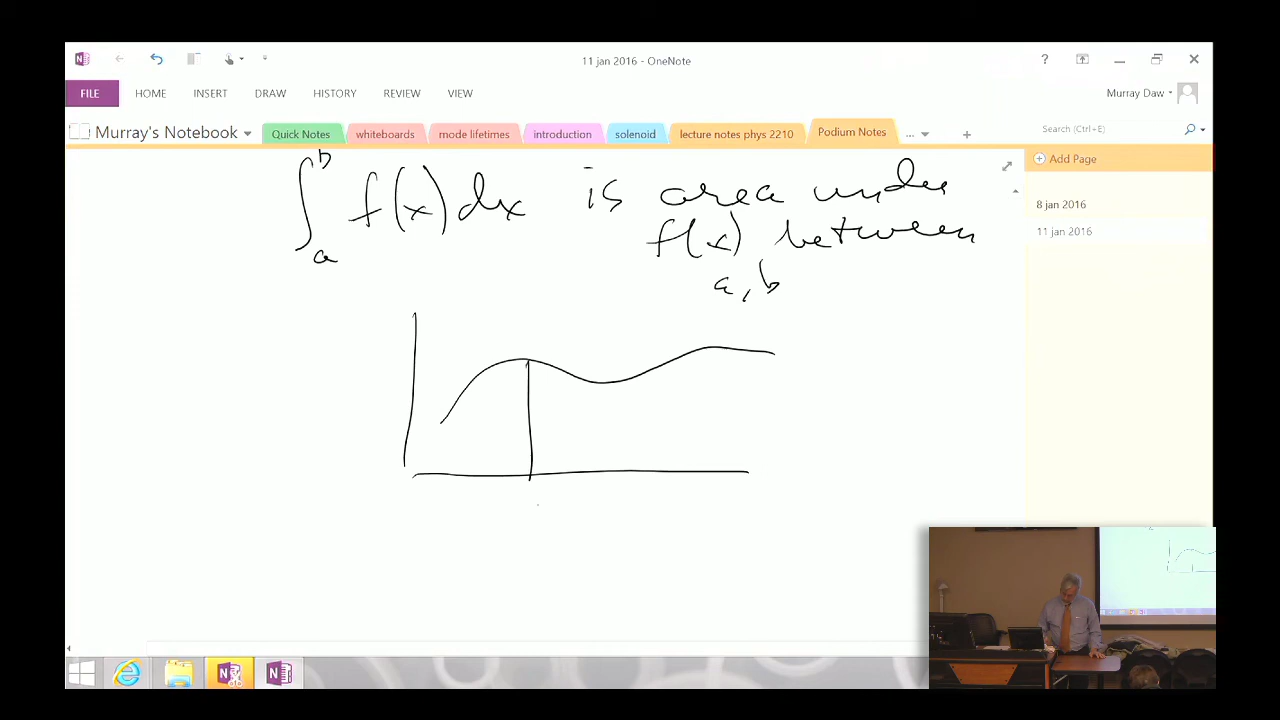 11 jan 2016 - OneNote
?
FILE HOME INSERT DRAW HISTORY REVIEW VIEW
Murray Daw
Murray's Notebook
Quick Notes whiteboards mode lifetimes introduction solenoid lecture notes phys 2210 Podium Notes ... +
Search (Ctrl+E)
Add Page
8 jan 2016
11 jan 2016
∫_a^b f(x) dx is area under
f(x) between
a, b